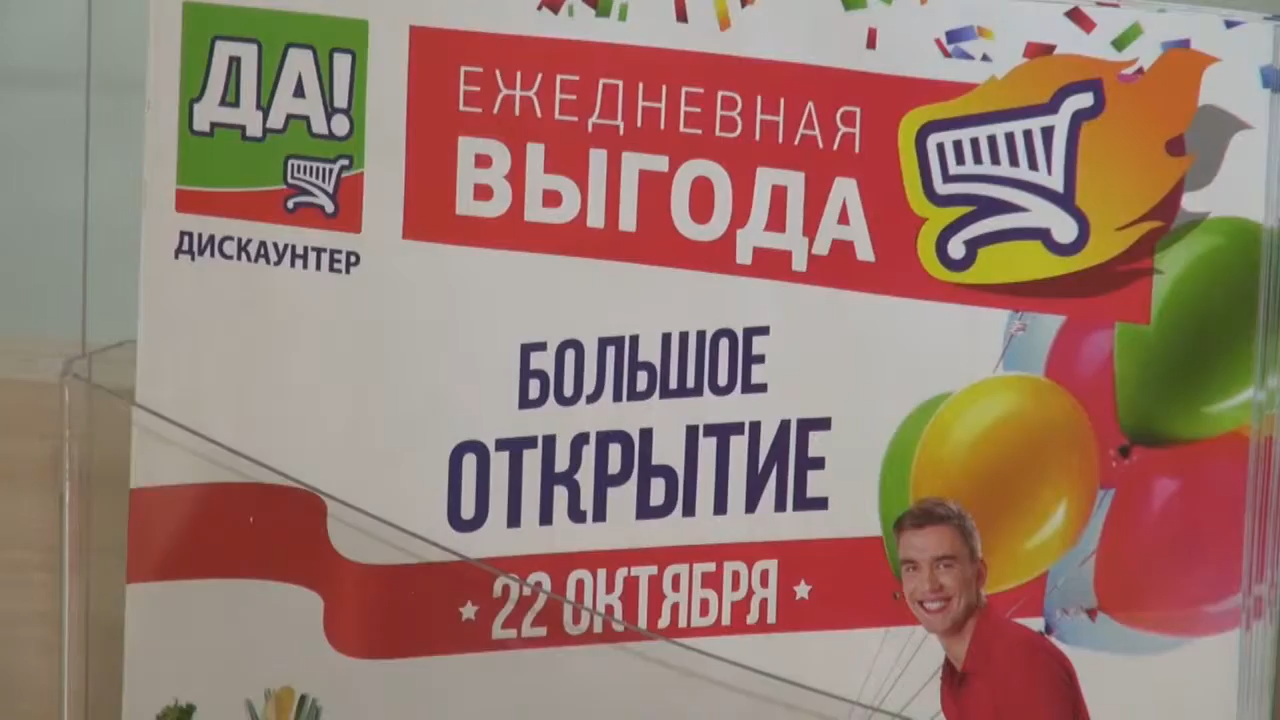 ДА!
ДИСКАУНТЕР
ЕЖЕДНЕВНАЯ
ВЫГОДА
БОЛЬШОЕ
ОТКРЫТИЕ
22 ОКТЯБРЯ